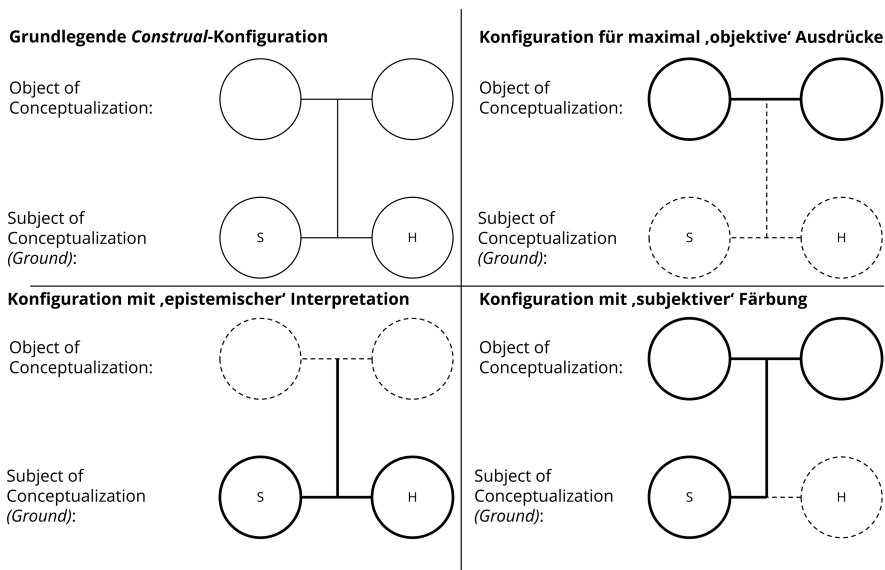 Grundlegende Construal-Konfiguration
Object of
Conceptualization:
Subject of
Conceptualization
(Ground):
S
H
Konfiguration für maximal ‚objektive‘ Ausdrücke
Object of
Conceptualization:
Subject of
Conceptualization
(Ground):
S
H
Konfiguration mit ‚epistemischer‘ Interpretation
Object of
Conceptualization:
Subject of
Conceptualization
(Ground):
S
H
Konfiguration mit ‚subjektiver‘ Färbung
Object of
Conceptualization:
Subject of
Conceptualization
(Ground):
S
H